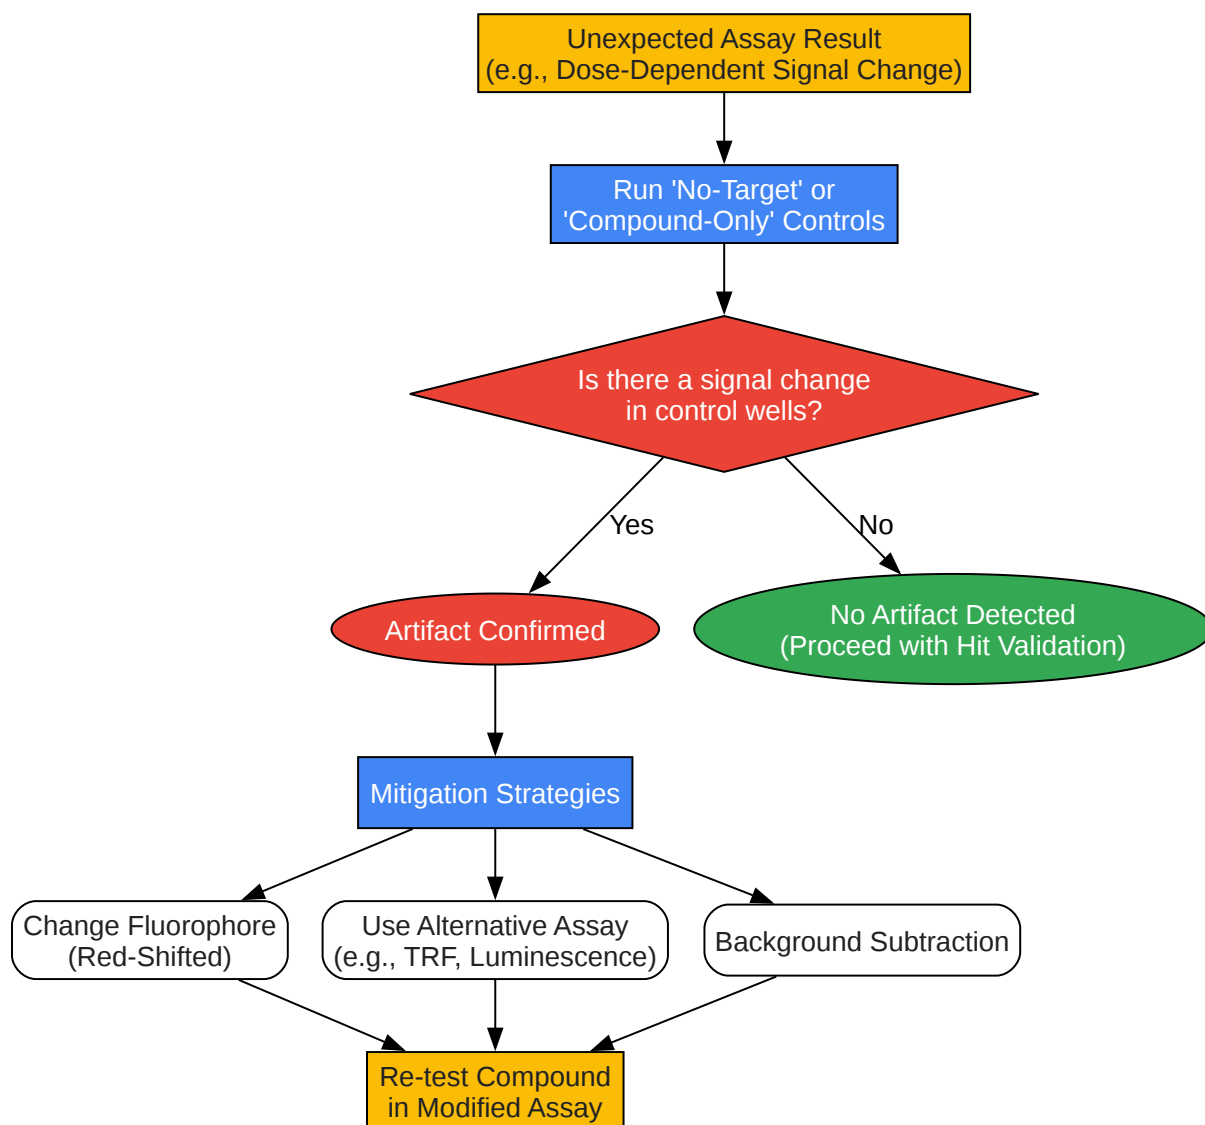 Unexpected Assay Result
(e.g., Dose-Dependent Signal Change)
Run 'No-Target' or
'Compound-Only' Controls
Is there a signal change
in control wells?
Yes
No
Artifact Confirmed
No Artifact Detected
(Proceed with Hit Validation)
Mitigation Strategies
Change Fluorophore
(Red-Shifted)
Use Alternative Assay
(e.g., TRF, Luminescence)
Background Subtraction
Re-test Compound
in Modified Assay